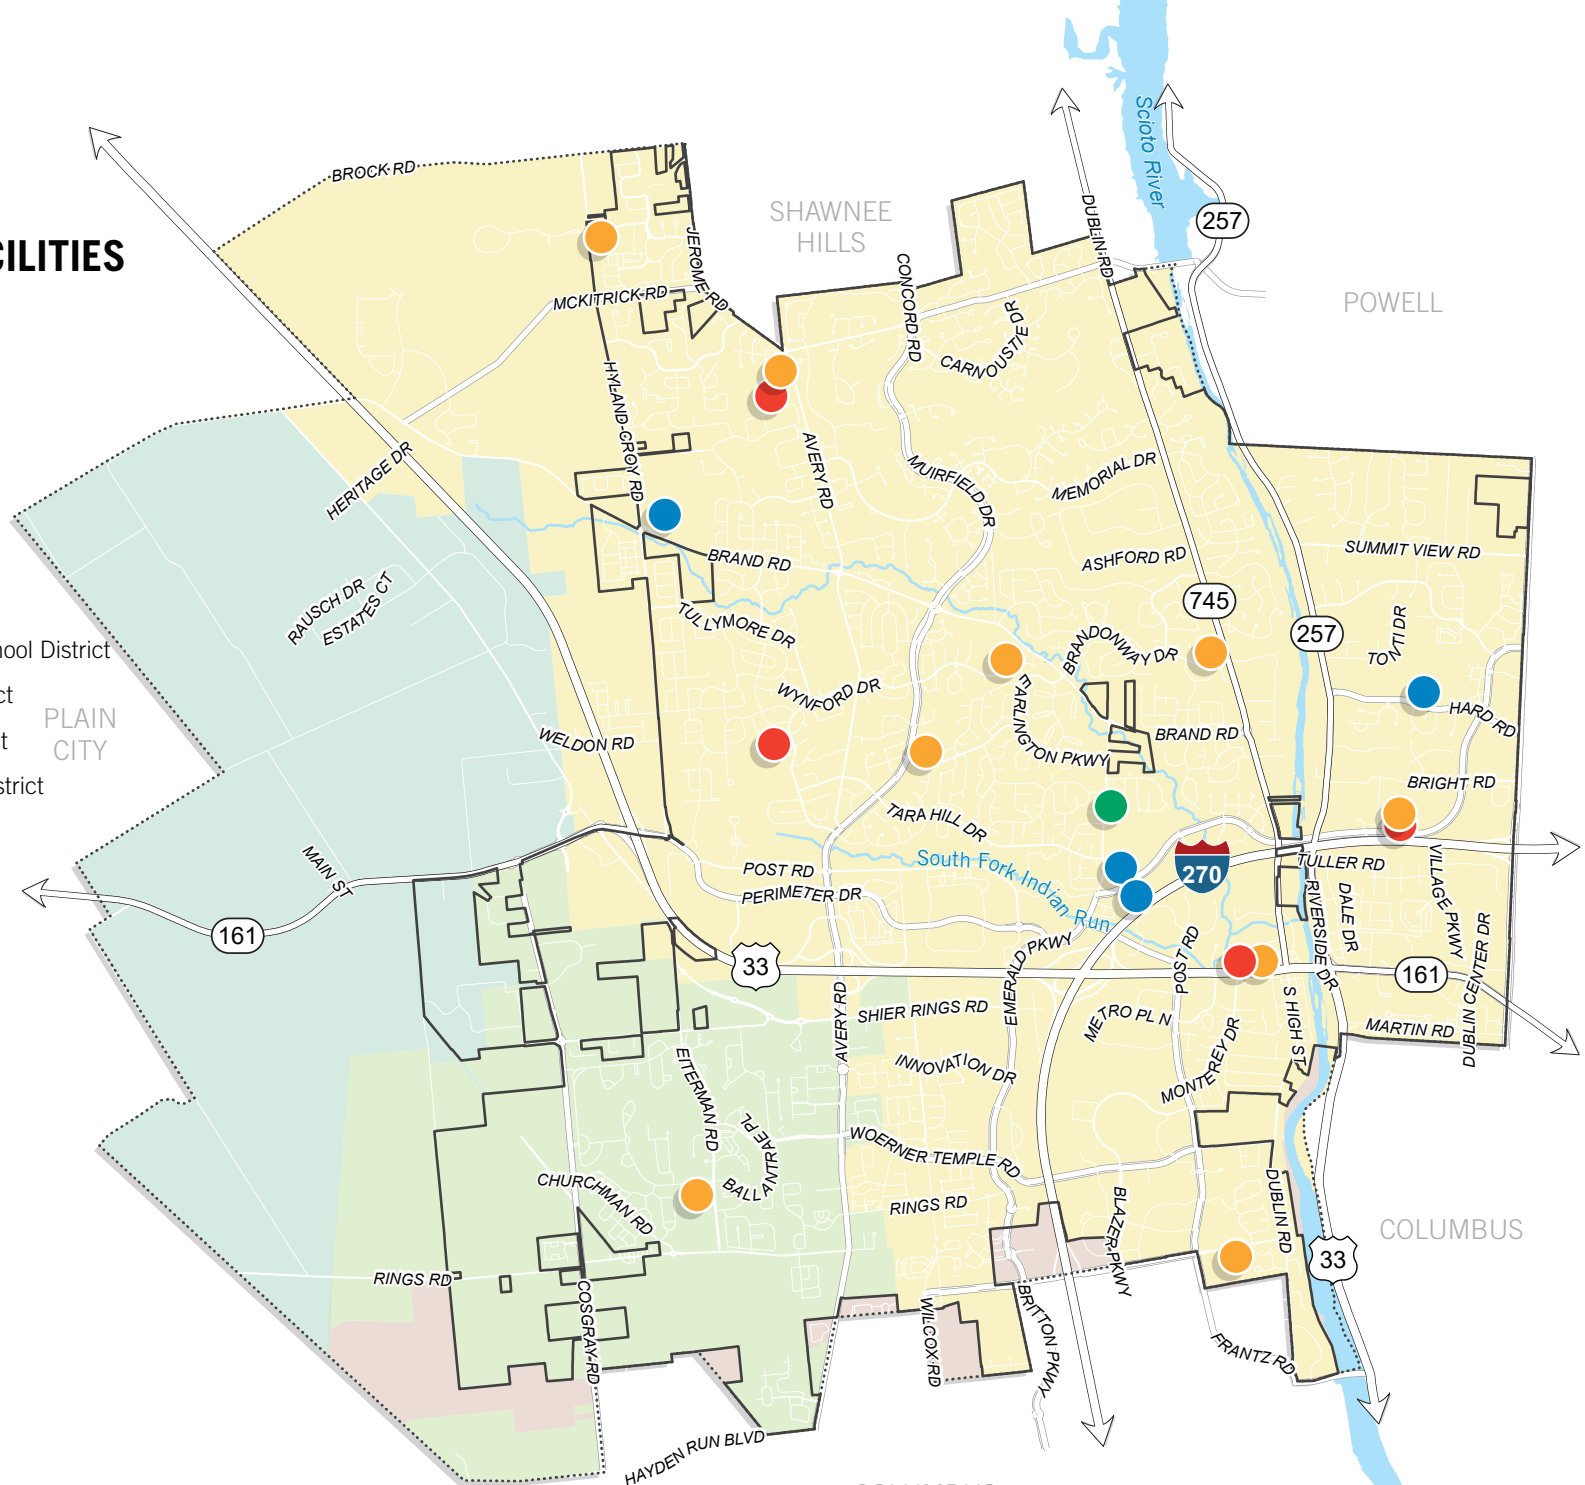 BROCK RD
Scioto River
SHAWNEE
HILLS
DUBLIN RD
257
CILITIES
JEROME RD
CONCORD RD
MCKITRICK RD
POWELL
CARNOUSTIE DR
HYLAND-CROY RD
AVERY RD
HERITAGE DR
MUIRFIELD DR
MEMORIAL DR
BRAND RD
ASHFORD RD
SUMMIT VIEW RD
RAUSCH DR
ESTATES CT
745
TULLYMORE DR
BRANDONWAY DR
257
TONTI DR
hool District
ct
PLAIN
CITY
ct
strict
WYNFORD DR
EARLINGTON PKWY
HARD RD
WELDON RD
BRAND RD
BRIGHT RD
TARA HILL DR
MAIN ST
South Fork Indian Run
270
TULLER RD
POST RD
PERIMETER DR
VILLAGE PKWY
DALE DR
RIVERSIDE DR
161
33
EMERALD PKWY
POST RD
161
DUBLIN CENTER DR
AVERY RD
SHIER RINGS RD
METRO PL N
S HIGH ST
MARTIN RD
EITERMAN RD
INNOVATION DR
MONTEREY DR
BALLANTRAE PL
WOERNER TEMPLE RD
CHURCHMAN RD
RINGS RD
BLAZER PKWY
DUBLIN RD
COLUMBUS
33
RINGS RD
COSGRAY RD
WILCOX RD
BRITTON PKWY
FRANTZ RD
HAYDEN RUN BLVD